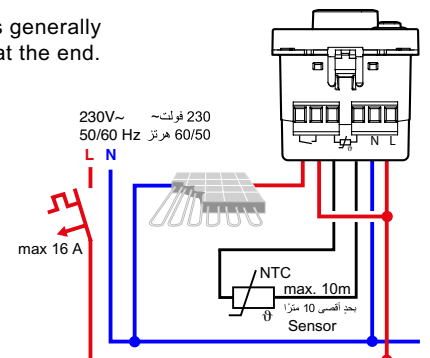 s generally
at the end.
230V~ 230 فولت~
50/60 Hz 60/50 هرتز
L N
max 16 A
ϑ
N L
NTC
max. 10m
بحدٍ أقصى 10 مترًا
ϑ
Sensor